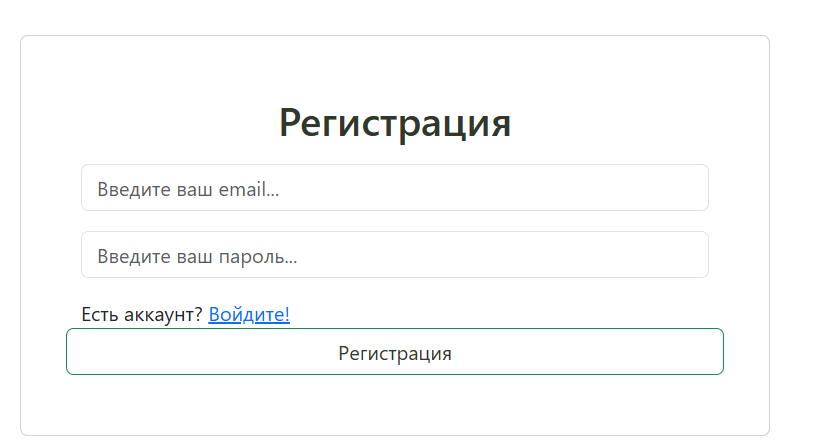 Регистрация
Введите ваш email...
Введите ваш пароль...
Есть аккаунт? Войдите!
Регистрация